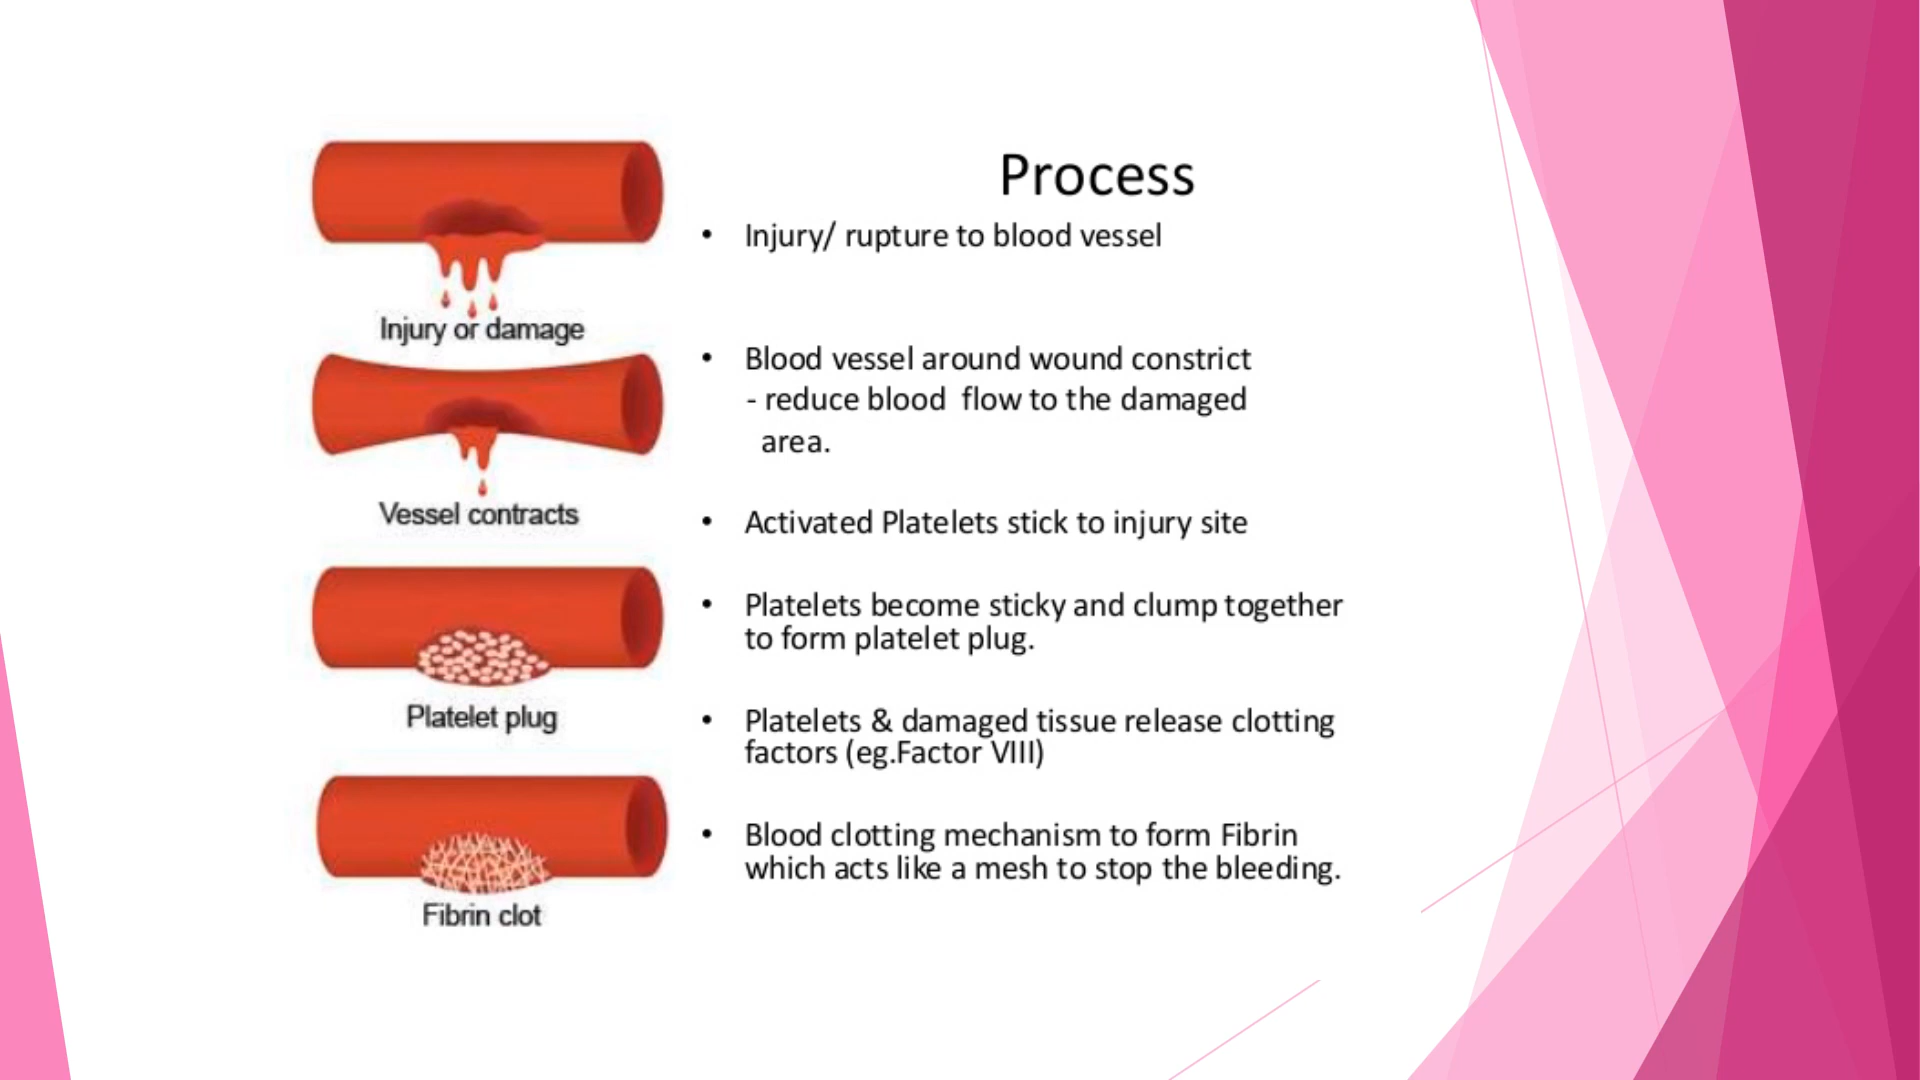 Process
• Injury/ rupture to blood vessel
Injury or damage
• Blood vessel around wound constrict
- reduce blood flow to the damaged
area.
Vessel contracts
• Activated Platelets stick to injury site
• Platelets become sticky and clump together
to form platelet plug.
Platelet plug
• Platelets & damaged tissue release clotting
factors (eg.Factor VIII)
• Blood clotting mechanism to form Fibrin
which acts like a mesh to stop the bleeding.
Fibrin clot